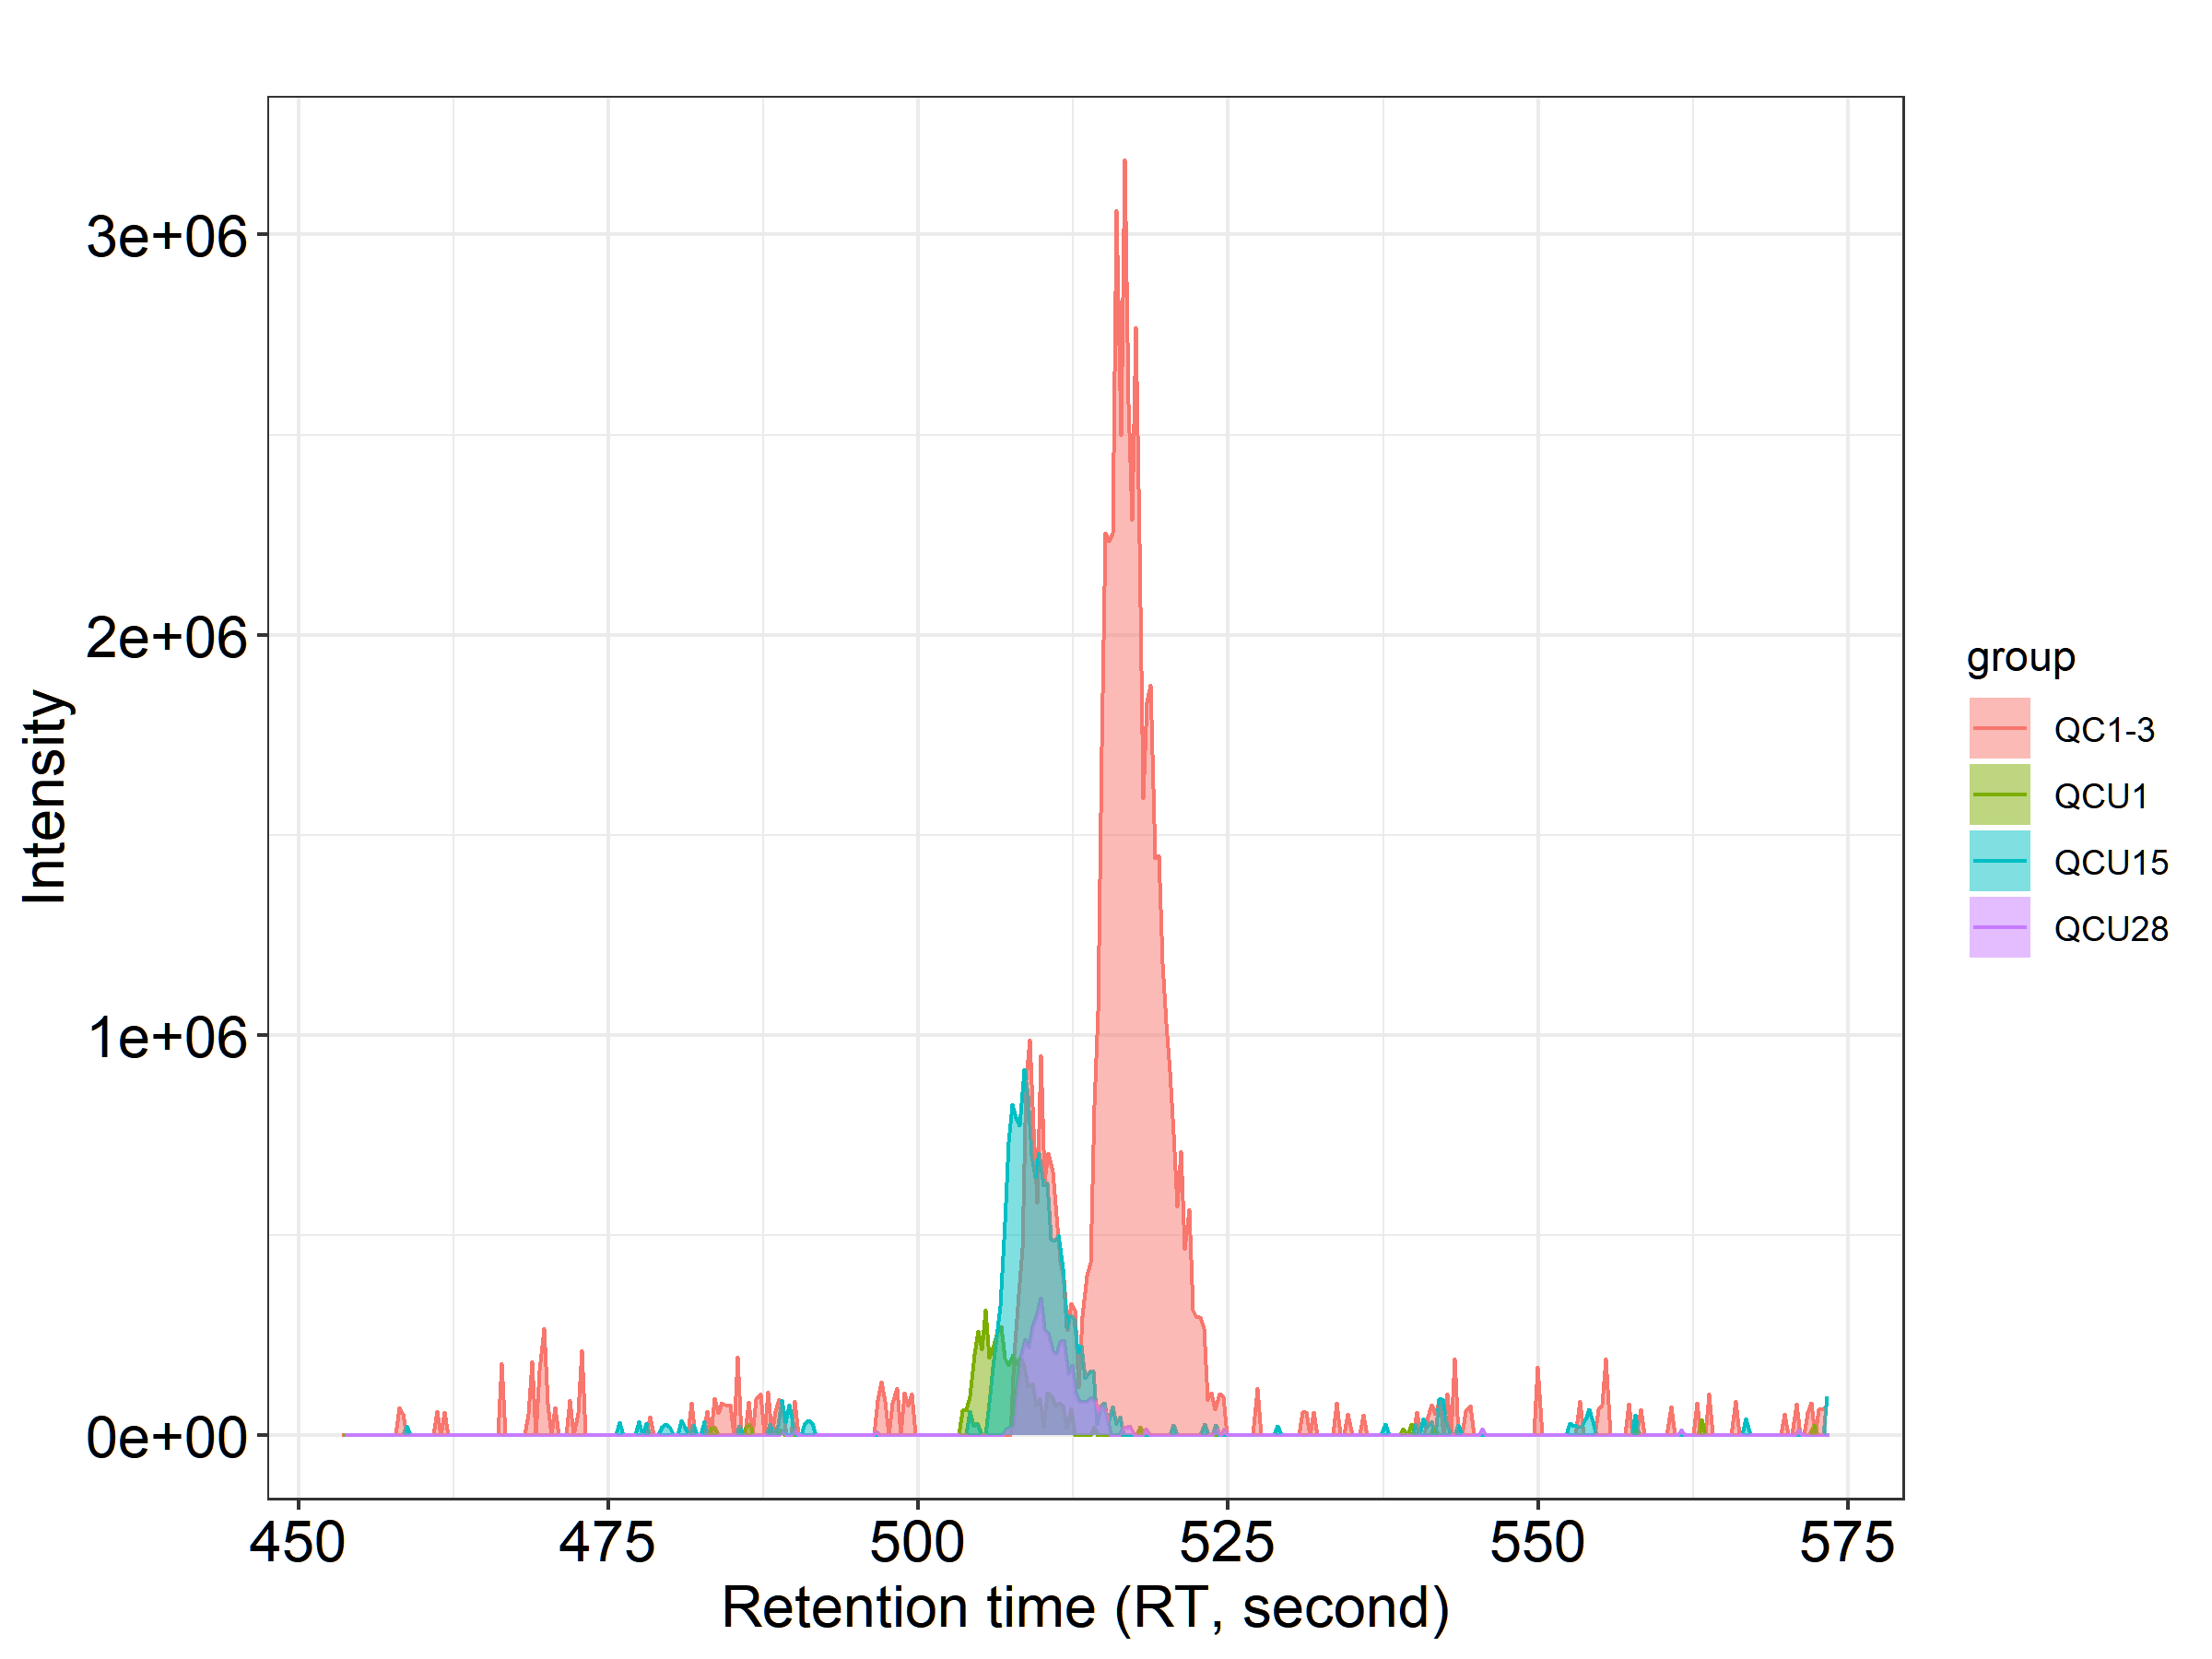 3e+06
2e+06
1e+06
0e+00
Intensity
450 475 500 525 550 575
Retention time (RT, second)
group
QC1-3
QCU1
QCU15
QCU28